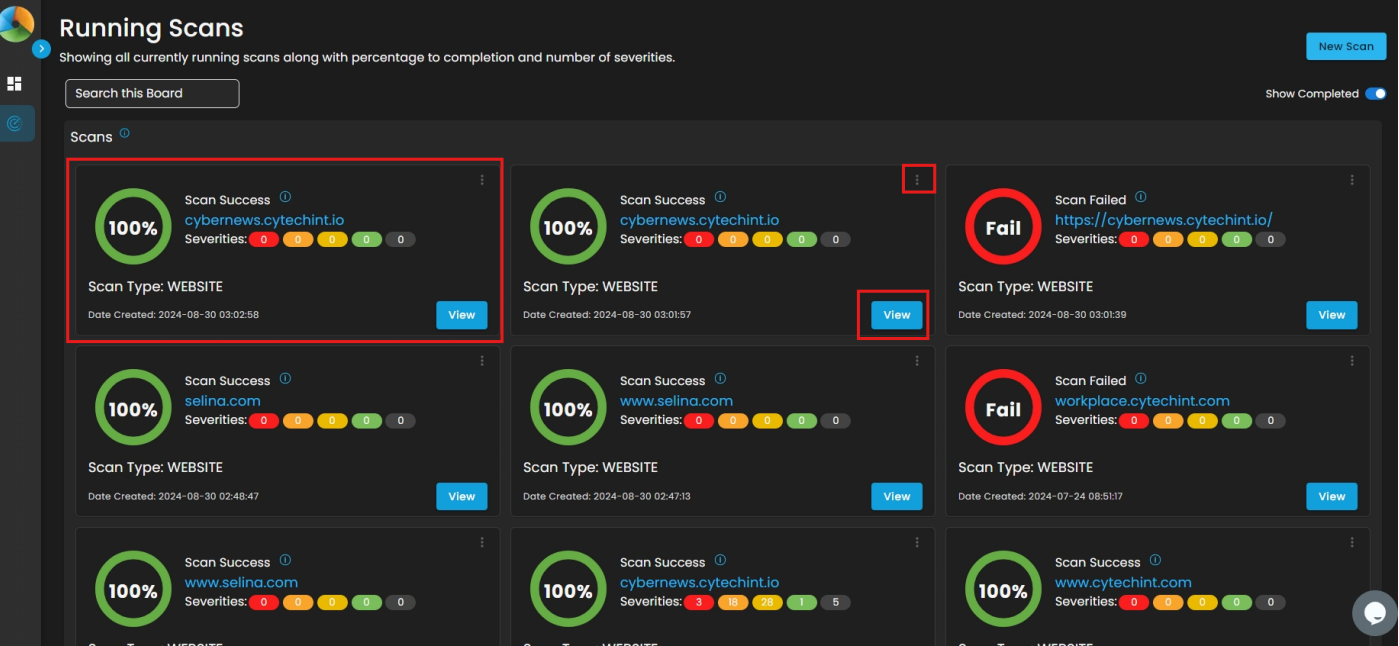 Running Scans
Showing all currently running scans along with percentage to completion and number of severities.
New Scan
Search this Board
Show Completed
Scans
100%
Scan Success
cybernews.cytechint.io
Severities: 0 0 0 0 0
Scan Type: WEBSITE
Date Created: 2024-08-30 03:02:58
View
100%
Scan Success
cybernews.cytechint.io
Severities: 0 0 0 0 0
Scan Type: WEBSITE
Date Created: 2024-08-30 03:01:57
View
Fail
Scan Failed
https://cybernews.cytechint.io/
Severities: 0 0 0 0 0
Scan Type: WEBSITE
Date Created: 2024-08-30 03:01:39
View
100%
Scan Success
selina.com
Severities: 0 0 0 0 0
Scan Type: WEBSITE
Date Created: 2024-08-30 02:48:47
View
100%
Scan Success
www.selina.com
Severities: 0 0 0 0 0
Scan Type: WEBSITE
Date Created: 2024-08-30 02:47:13
View
Fail
Scan Failed
workplace.cytechint.com
Severities: 0 0 0 0 0
Scan Type: WEBSITE
Date Created: 2024-07-24 08:51:17
View
100%
Scan Success
www.selina.com
Severities: 0 0 0 0 0
Scan Type: WEBSITE
100%
Scan Success
cybernews.cytechint.io
Severities: 3 18 28 1 5
Scan Type: WEBSITE
100%
Scan Success
www.cytechint.com
Severities: 0 0 0 0 0
Scan Type: WEBSITE